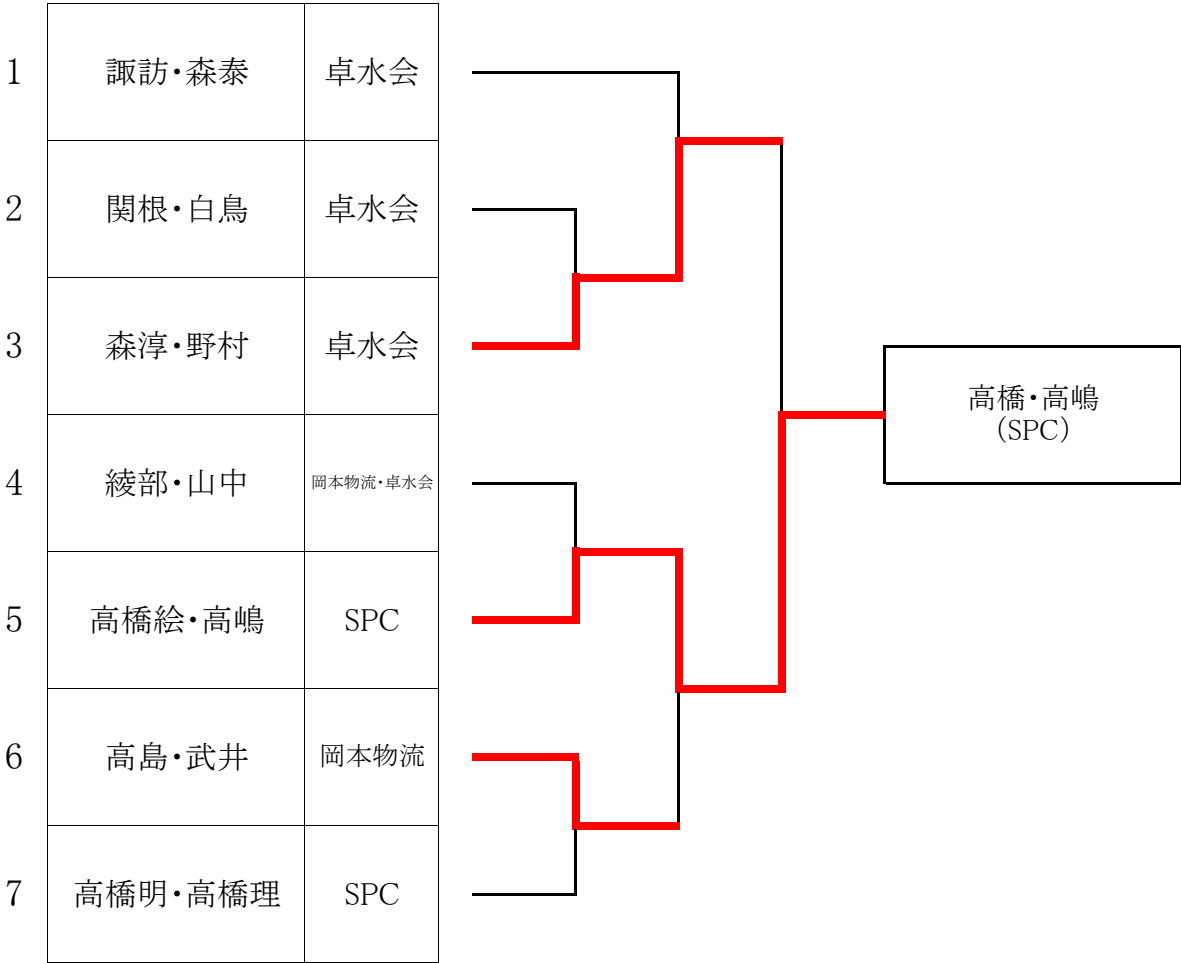 1 諏訪・森泰 卓水会
2 関根・白鳥 卓水会
3 森淳・野村 卓水会
4 綾部・山中 岡本物流・卓水会
5 高橋絵・高嶋 SPC
6 高島・武井 岡本物流
7 高橋明・高橋理 SPC
高橋・高嶋
（SPC）